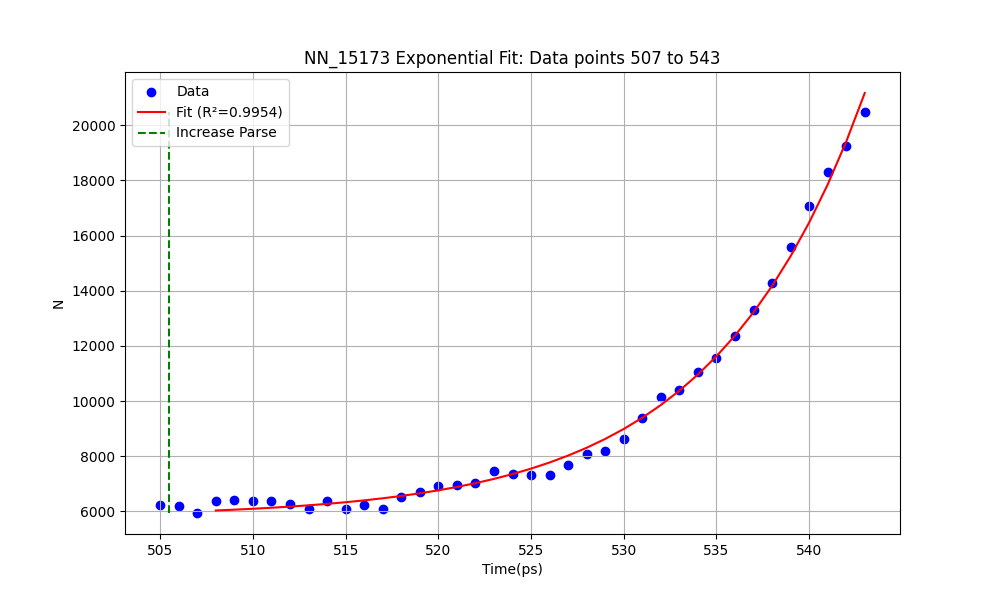 NN_15173 Exponential Fit: Data points 507 to 543
Data
Fit (R²=0.9954)
Increase Parse
20000
18000
16000
14000
12000
10000
8000
6000
N
505
510
515
520
525
530
535
540
Time(ps)